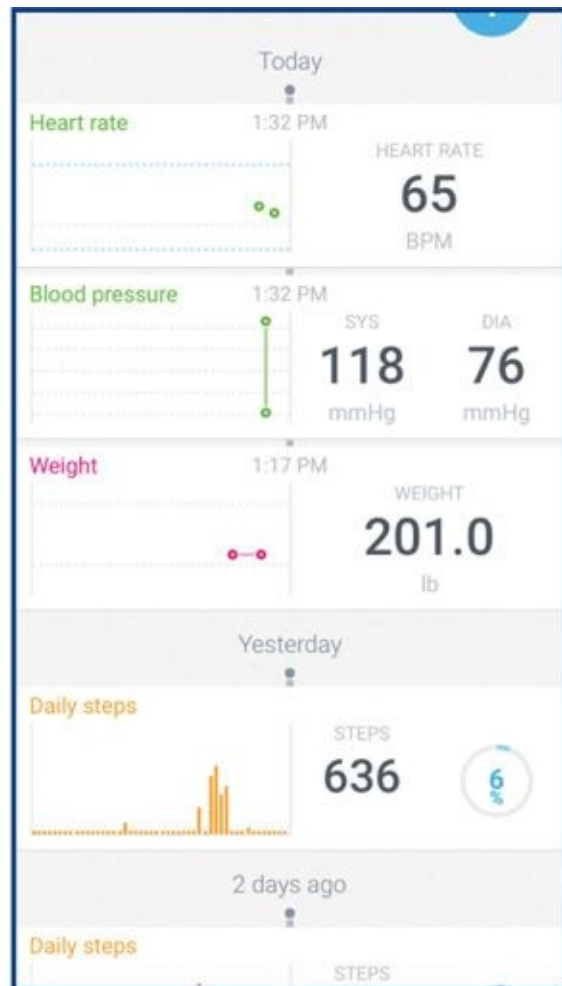 Today
Heart rate 1:32 PM
HEART RATE
65
BPM
Blood pressure 1:32 PM
SYS DIA
118 76
mmHg mmHg
Weight 1:17 PM
WEIGHT
201.0
lb
Yesterday
Daily steps
STEPS
636
6
%
2 days ago
Daily steps
STEPS